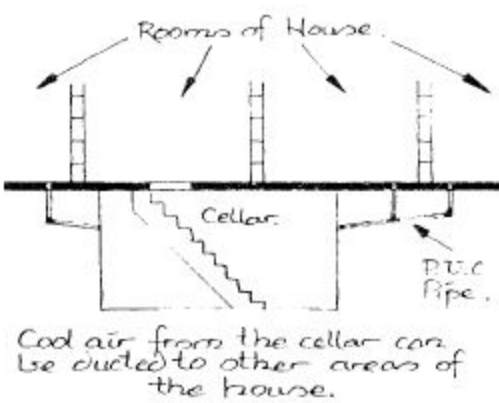 Rooms of House.
Cellar.
P.V.C
Pipe.
Cool air from the cellar can
be ducted to other areas of
the house.